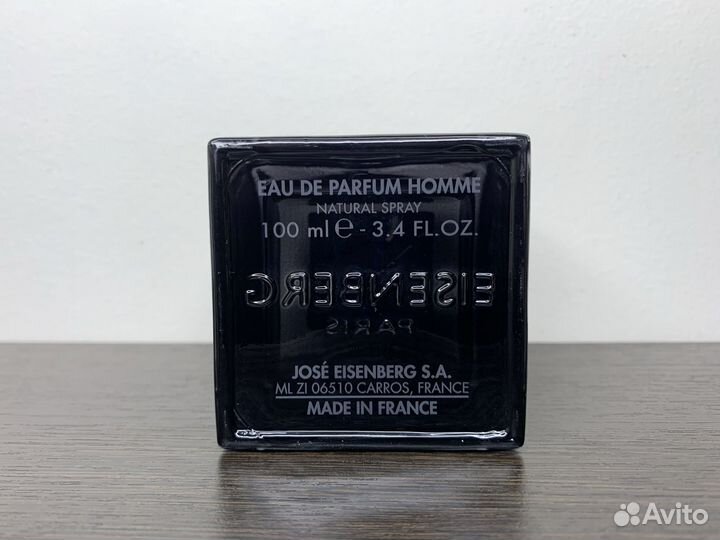 EAU DE PARFUM HOMME
NATURAL SPRAY
100 ml ℮ - 3.4 FL.OZ.
EISENBERG
PARIS
JOSÉ EISENBERG S.A.
ML ZI 06510 CARROS, FRANCE
MADE IN FRANCE
Avito